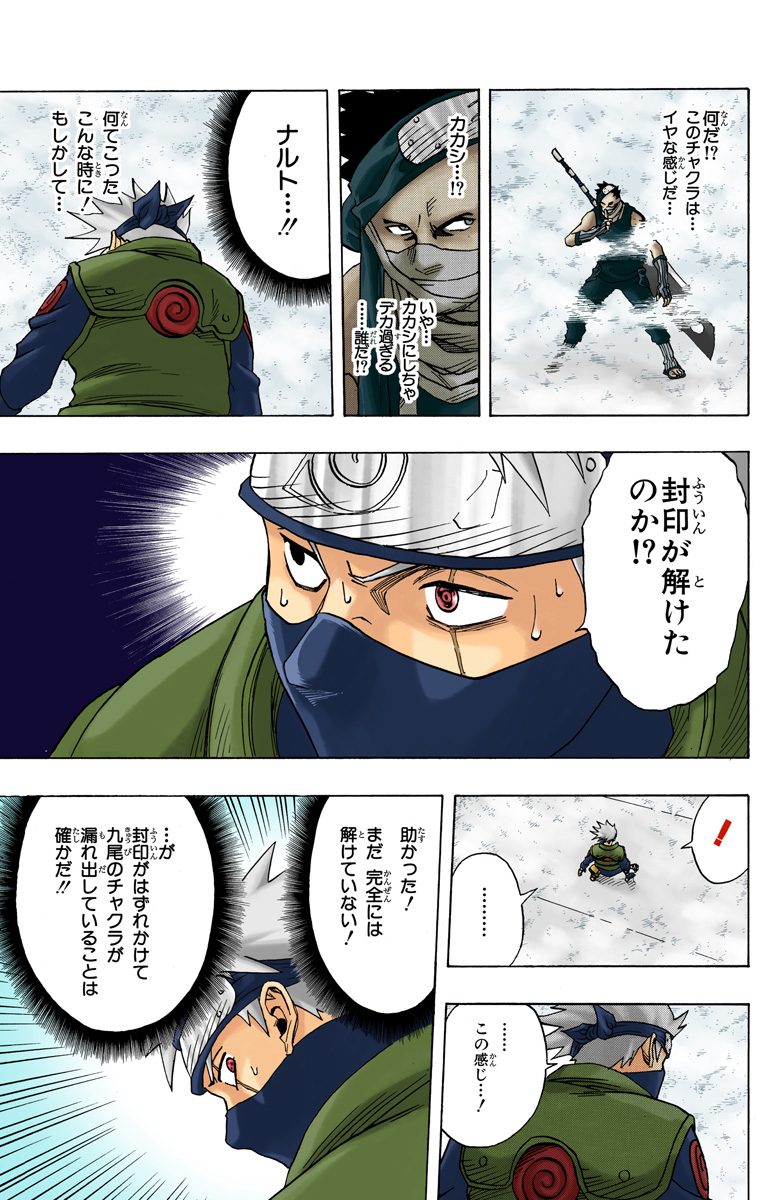 何だ!?
このチャクラは…
イヤな感じだ…
カカシ…!?
いや…
カカシにしちゃ
デカ過ぎる
……誰だ!?
ナルト…!!
何てこった
こんな時に!
もしかして…
封印が解けた
のか!?
!
………
……
この感じ…!
助かった!
まだ 完全には
解けていない!
…が
封印がはずれかけて
九尾のチャクラが
漏れ出していることは
確かだ!!